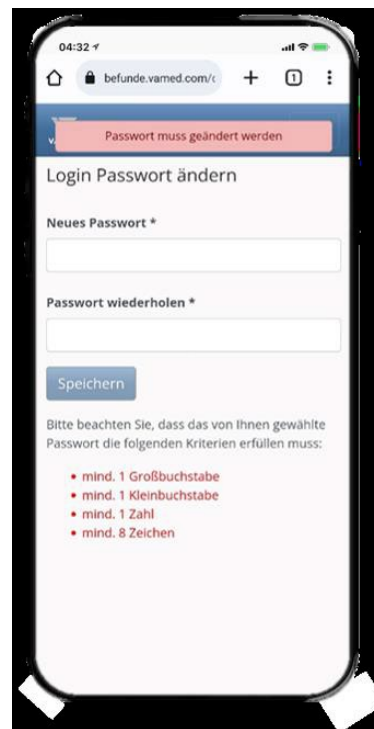 04:32
befunde.vamed.com/
1
Passwort muss geändert werden
Login Passwort ändern
Neues Passwort *
Passwort wiederholen *
Speichern
Bitte beachten Sie, dass das von Ihnen gewählte
Passwort die folgenden Kriterien erfüllen muss:
• mind. 1 Großbuchstabe
• mind. 1 Kleinbuchstabe
• mind. 1 Zahl
• mind. 8 Zeichen